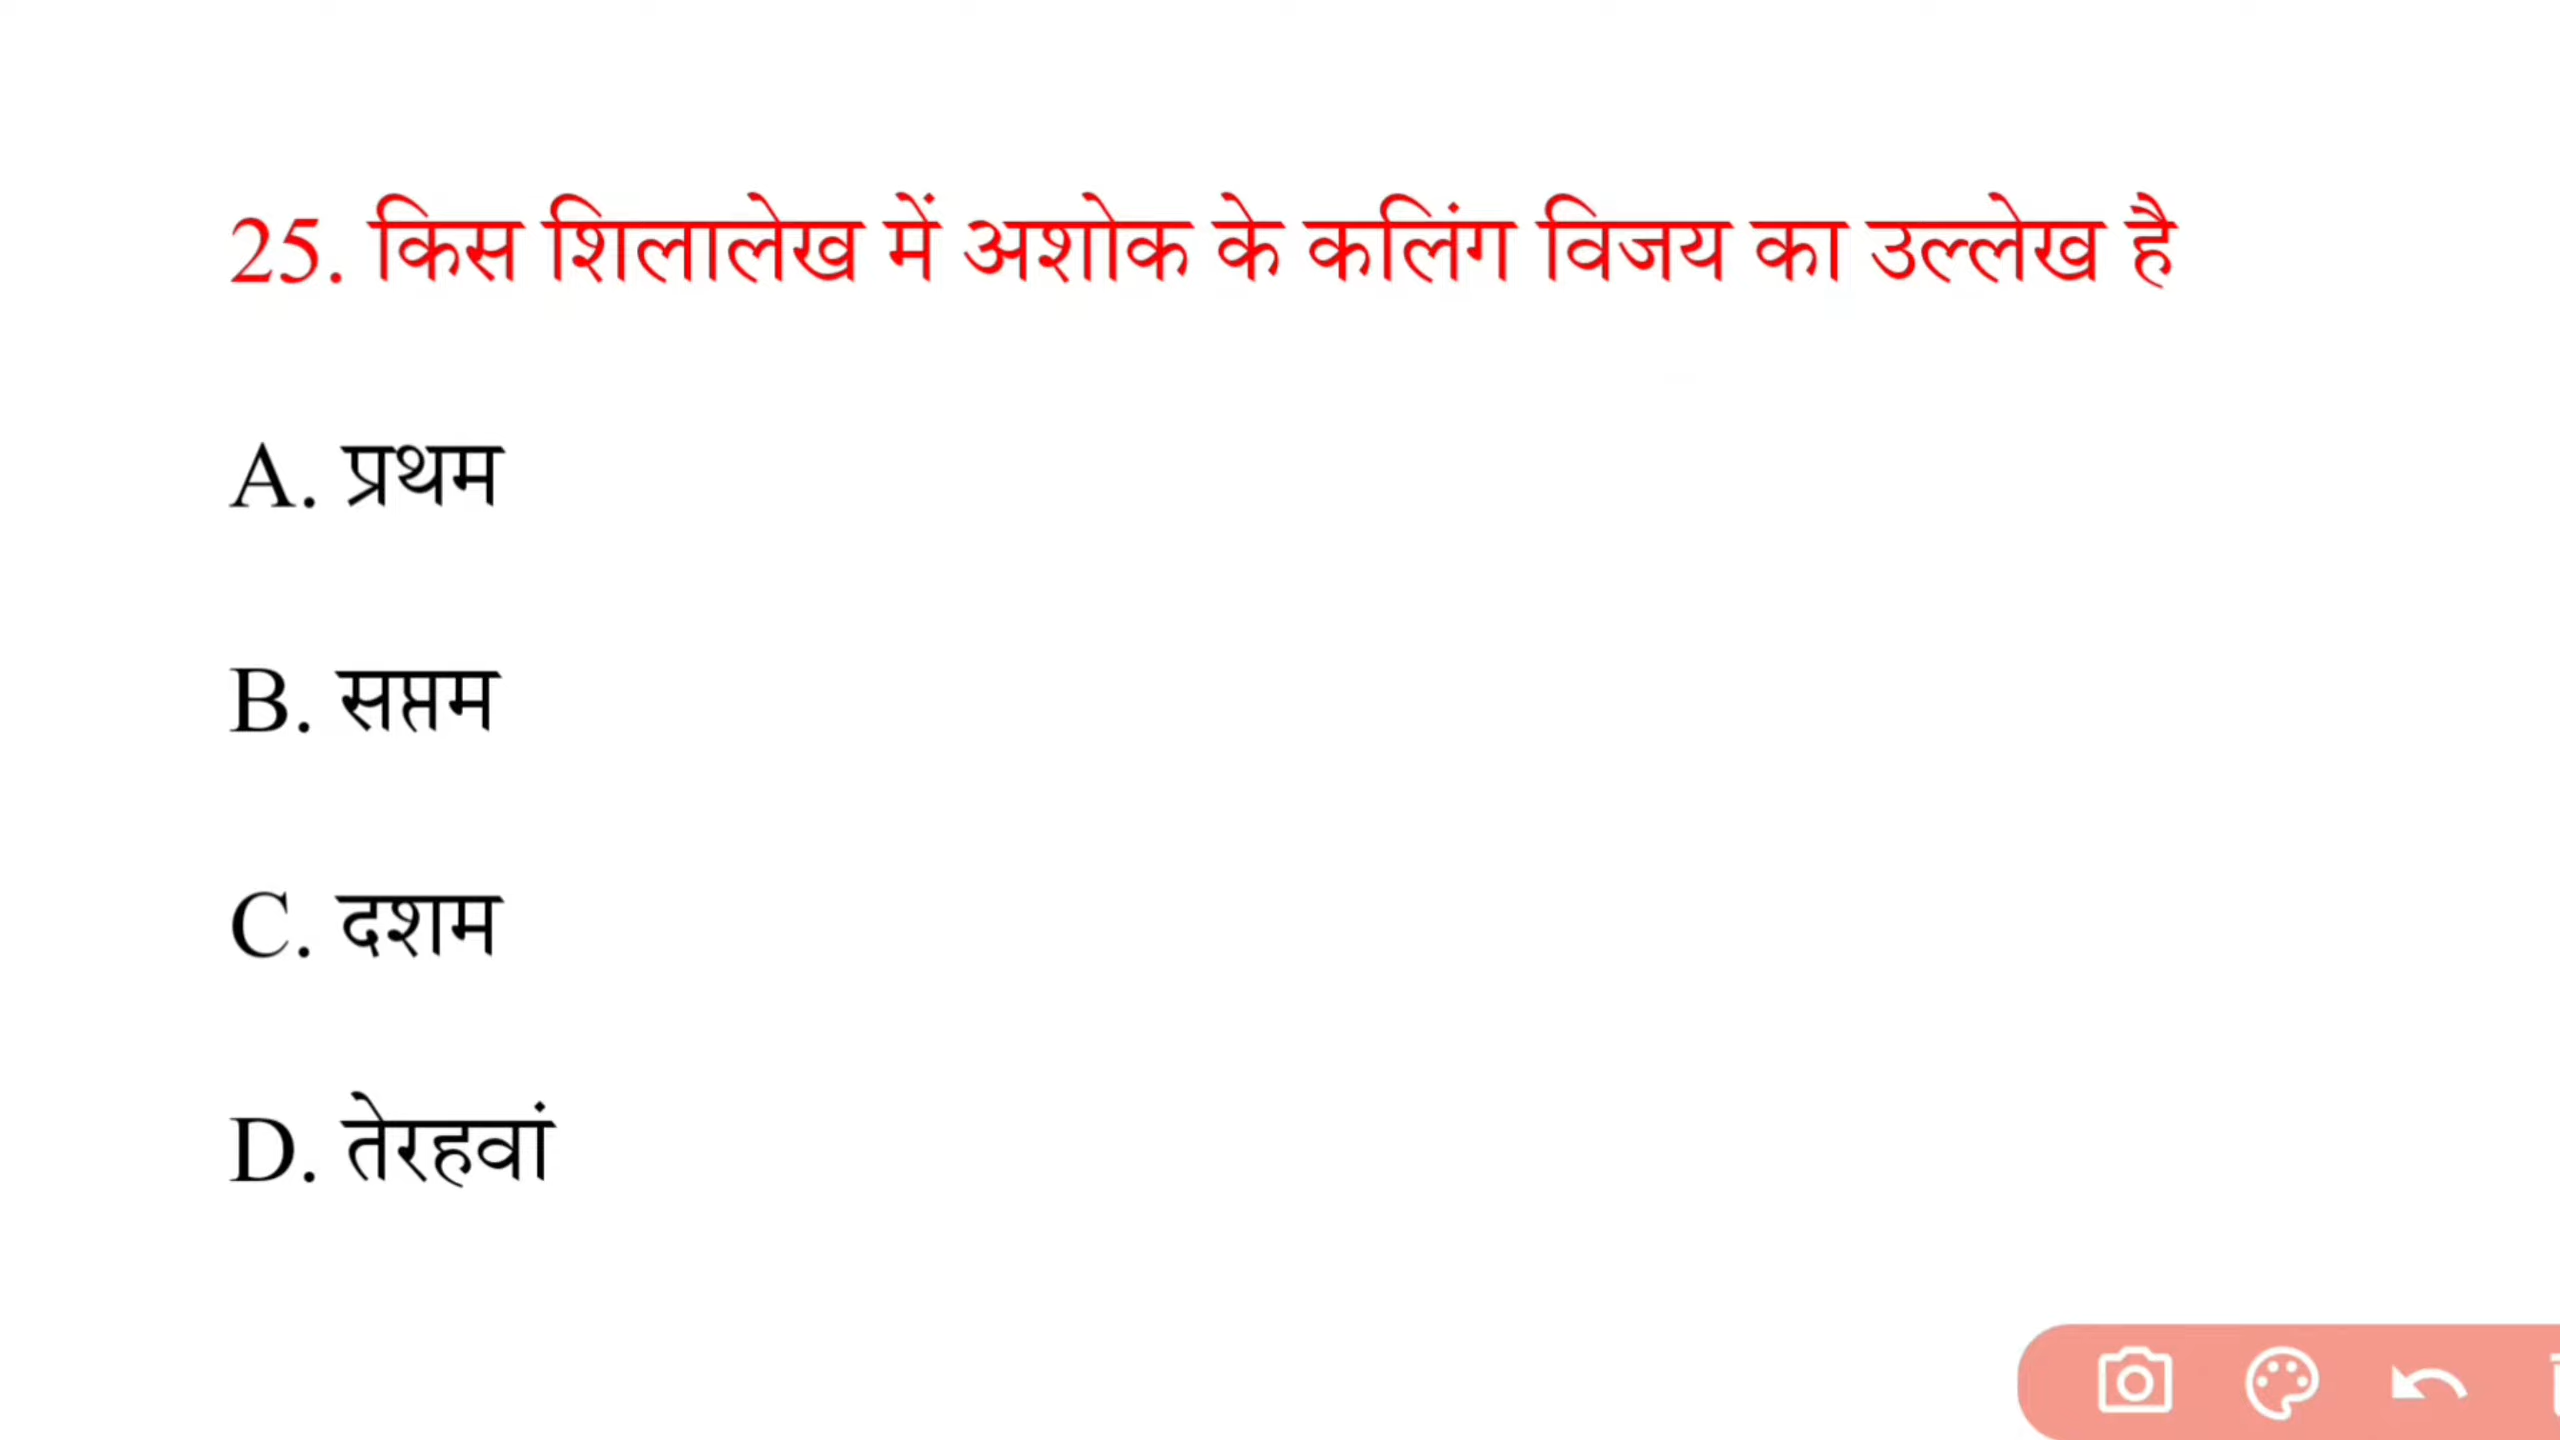 25. किस शिलालेख में अशोक के कलिंग विजय का उल्लेख है
A. प्रथम
B. सप्तम
C. दशम
D. तेरहवां